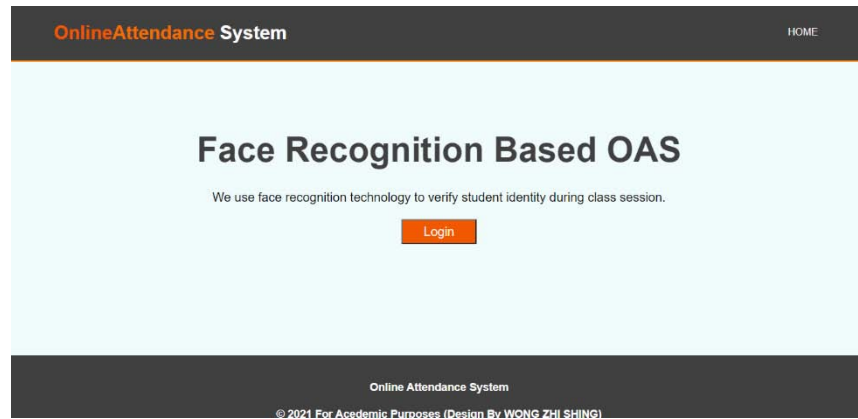 OnlineAttendance System
HOME
Face Recognition Based OAS
We use face recognition technology to verify student identity during class session.
Login
Online Attendance System
© 2021 For Acedemic Purposes (Design By WONG ZHI SHING)